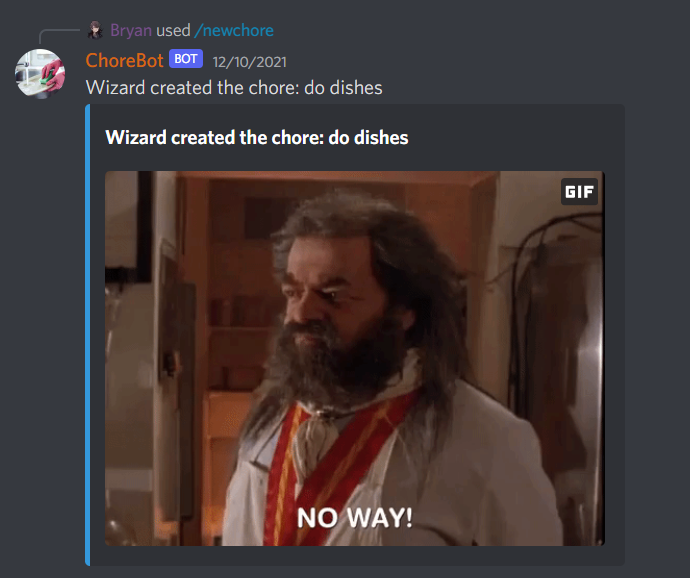 Bryan used /newchore
ChoreBot BOT 12/10/2021
Wizard created the chore: do dishes
Wizard created the chore: do dishes
GIF
NO WAY!